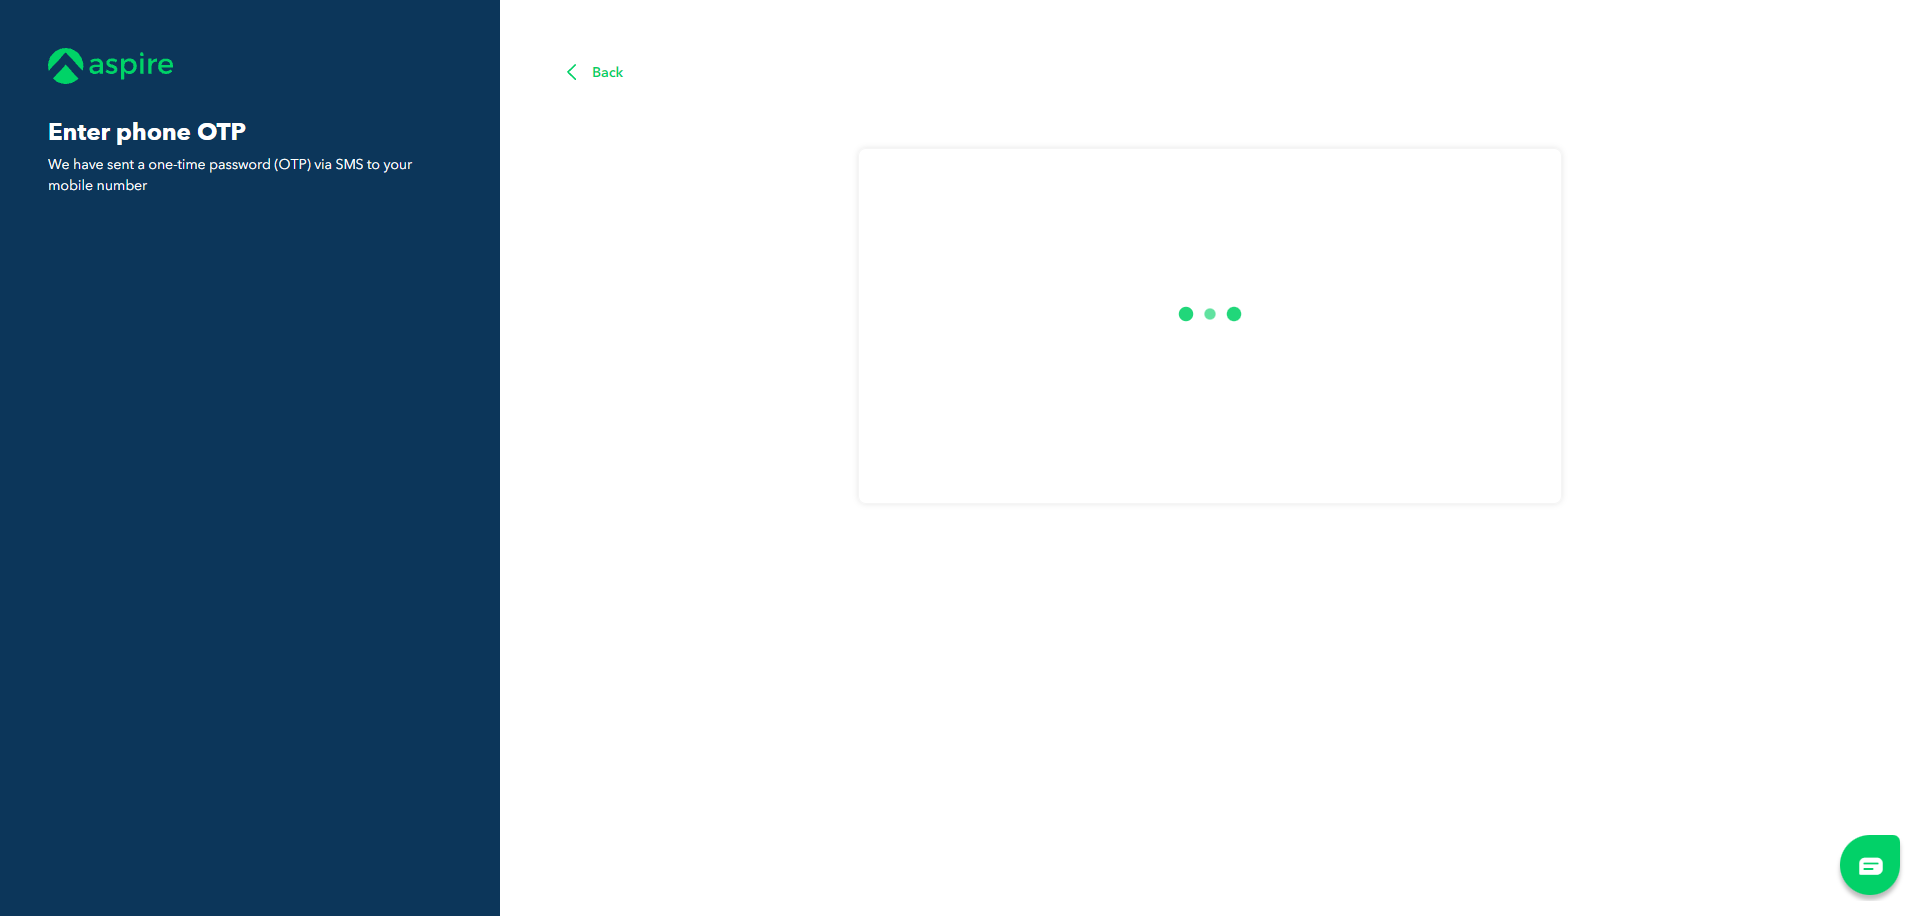 aspire
Enter phone OTP
We have sent a one-time password (OTP) via SMS to your
mobile number
Back